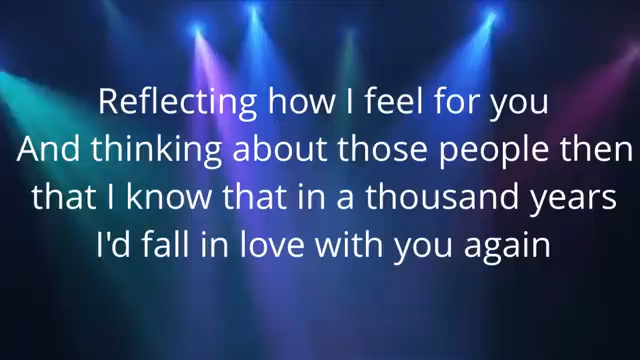 Reflecting how I feel for you
And thinking about those people then
that I know that in a thousand years
I'd fall in love with you again